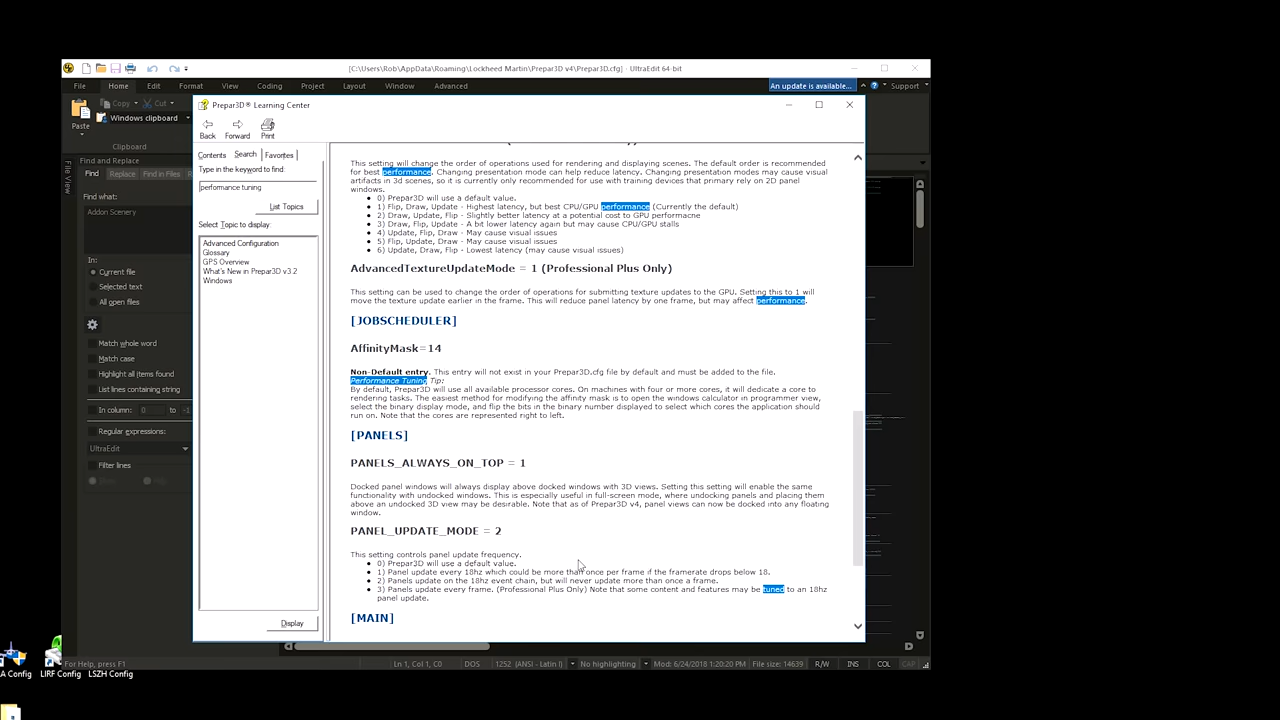 [C:\Users\Rob\AppData\Roaming\Lockheed Martin\Prepar3D v4\Prepar3D.cfg] - UltraEdit 64-bit
File Home Edit Format View Coding Project Layout Window Advanced An update is available... Support
Paste
Copy Cut
Windows clipboard
Clipboard
File View
Find and Replace
Find Replace Find in Files
Addon Scenery
In:
Current file
Selected text
All open files
Match whole word
Match case
Highlight all items found
List lines containing string
In column: 0 to -1
Regular expressions:
UltraEdit
Filter lines
Prepar3D® Learning Center
Back Forward Print
Contents Search Favorites
Type in the keyword to find:
perfomance tuning
List Topics
Select Topic to display:
Advanced Configuration
Glossary
GPS Overview
What's New in Prepar3D v3.2
Windows
Display
This setting will change the order of operations used for rendering and displaying scenes. The default order is recommended
for best performance. Changing presentation mode can help reduce latency. Changing presentation modes may cause visual
artifacts in 3d scenes, so it is currently only recommended for use with training devices that primary rely on 2D panel
windows.
0) Prepar3D will use a default value.
1) Flip, Draw, Update - Highest latency, but best CPU/GPU performance (Currently the default)
2) Draw, Update, Flip - Slightly better latency at a potential cost to GPU performacne
3) Draw, Flip, Update - A bit lower latency again but may cause CPU/GPU stalls
4) Update, Flip, Draw - May cause visual issues
5) Flip, Update, Draw - May cause visual issues
6) Update, Draw, Flip - Lowest latency (may cause visual issues)
AdvancedTextureUpdateMode = 1 (Professional Plus Only)
This setting can be used to change the order of operations for submitting texture updates to the GPU. Setting this to 1 will
move the texture update earlier in the frame. This will reduce panel latency by one frame, but may affect performance.
[JOBSCHEDULER]
AffinityMask=14
Non-Default entry. This entry will not exist in your Prepar3D.cfg file by default and must be added to the file.
Performance Tuning Tip:
By default, Prepar3D will use all available processor cores. On machines with four or more cores, it will dedicate a core to
rendering tasks. The easiest method for modifying the affinity mask is to open the windows calculator in programmer view,
select the binary display mode, and flip the bits in the binary number displayed to select which cores the application should
run on. Note that the cores are represented right to left.
[PANELS]
PANELS_ALWAYS_ON_TOP = 1
Docked panel windows will always display above docked windows with 3D views. Setting this setting will enable the same
functionality with undocked windows. This is especially useful in full-screen mode, where undocking panels and placing them
above an undocked 3D view may be desirable. Note that as of Prepar3D v4, panel views can now be docked into any floating
window.
PANEL_UPDATE_MODE = 2
This setting controls panel update frequency.
0) Prepar3D will use a default value.
1) Panel update every 18hz which could be more than once per frame if the framerate drops below 18.
2) Panels update on the 18hz event chain, but will never update more than once a frame.
3) Panels update every frame. (Professional Plus Only) Note that some content and features may be tuned to an 18hz
panel update.
[MAIN]
For Help, press F1 Ln 1, Col 1, C0 DOS 1252 (ANSI - Latin I) No highlighting Mod: 6/24/2018 1:20:20 PM File size: 14639 R/W INS COL CAP
A Config LIRF Config LSZH Config